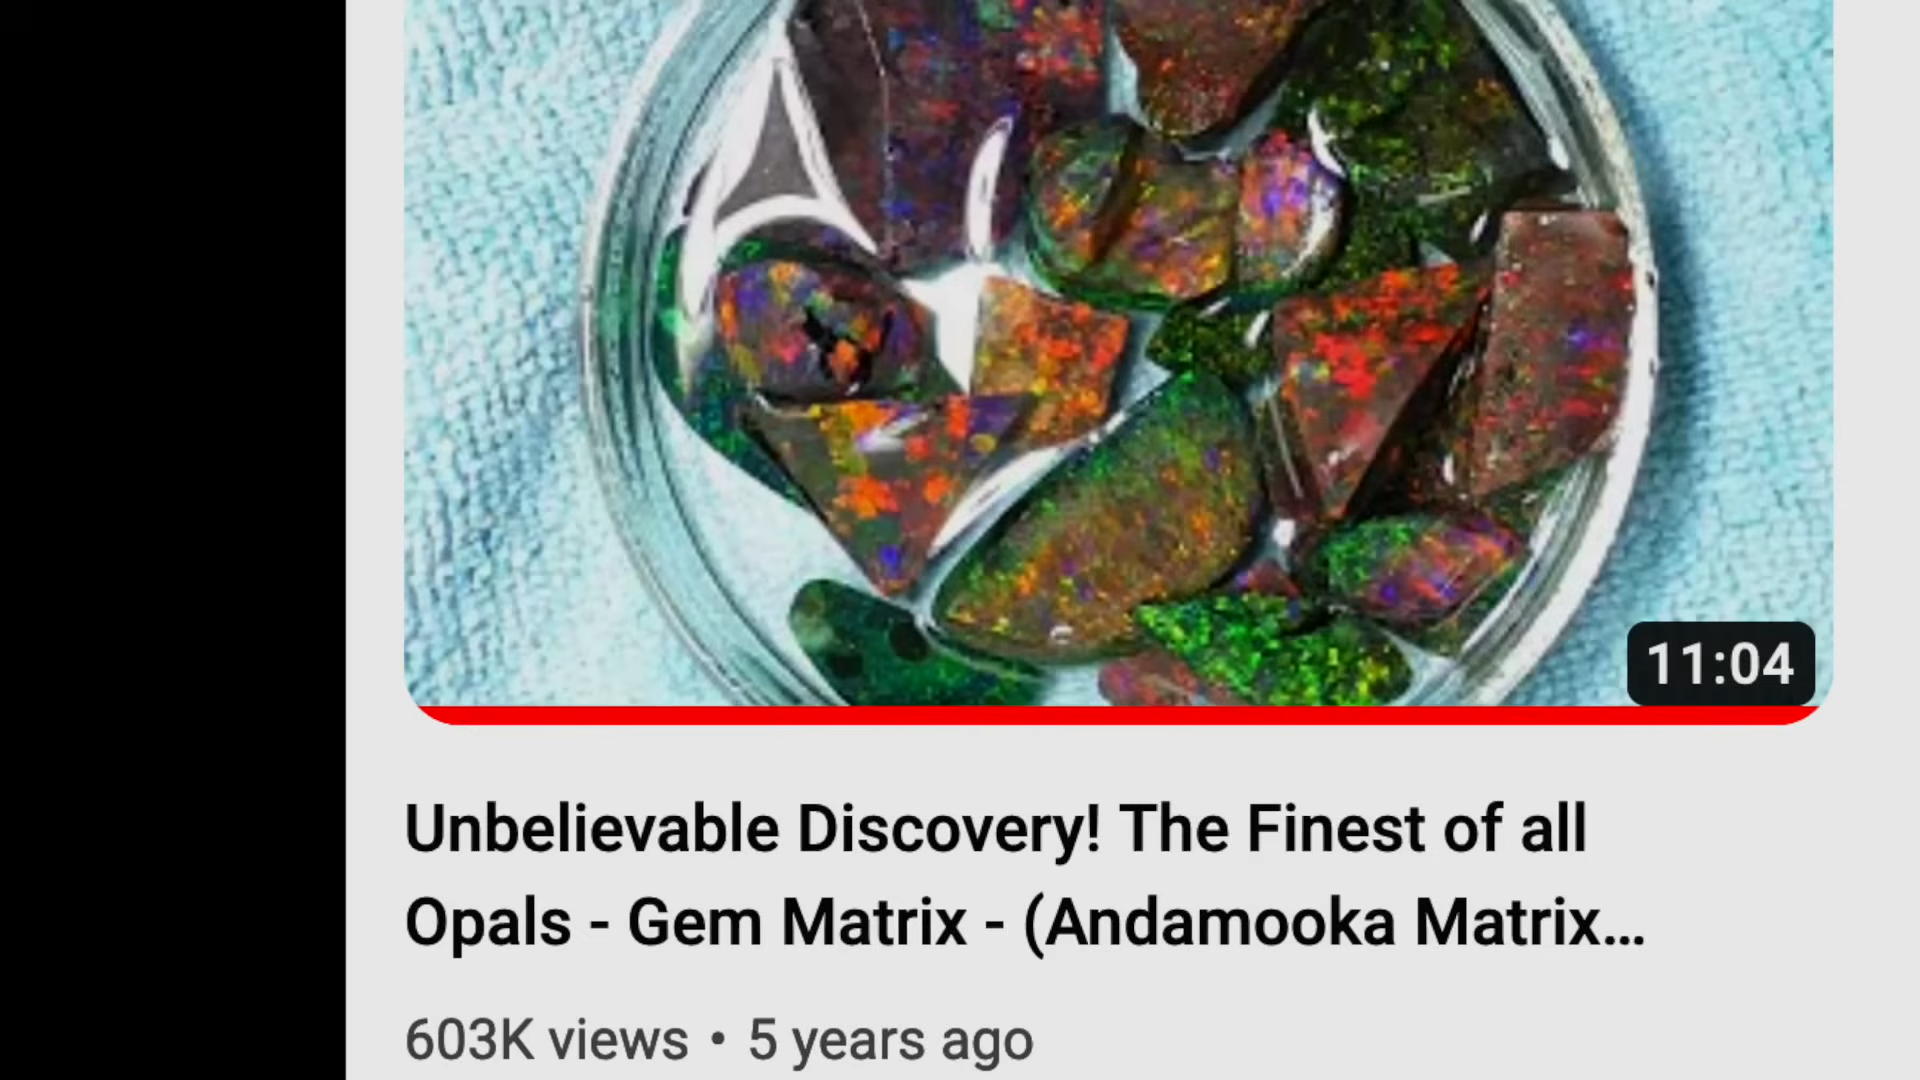 11:04
Unbelievable Discovery! The Finest of all
Opals - Gem Matrix - (Andamooka Matrix...
603K views • 5 years ago